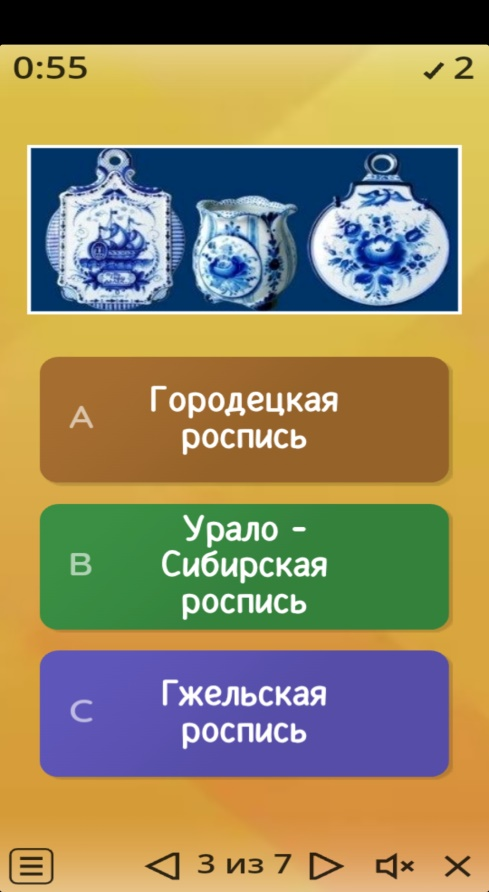 0:55
✓ 2
A
Городецкая
роспись
B
Урало -
Сибирская
роспись
C
Гжельская
роспись
3 из 7